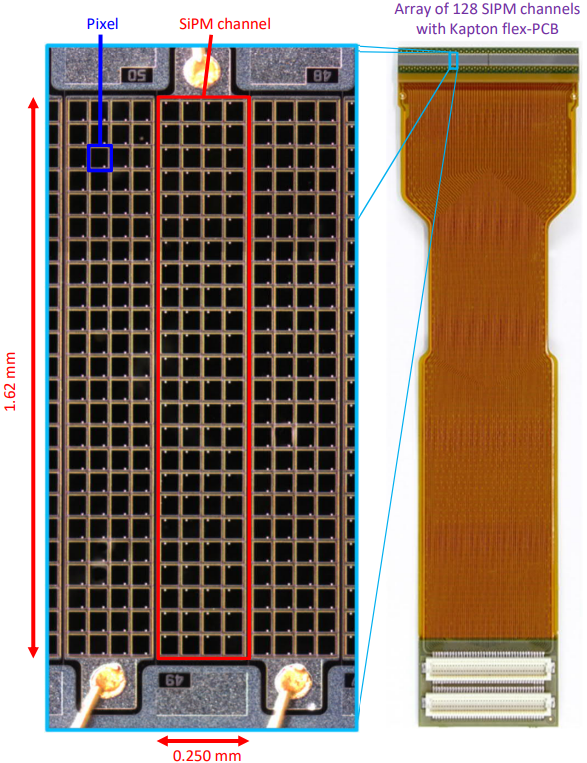 Pixel
SiPM channel
Array of 128 SIPM channels
with Kapton flex-PCB
50
48
1.62 mm
49
0.250 mm